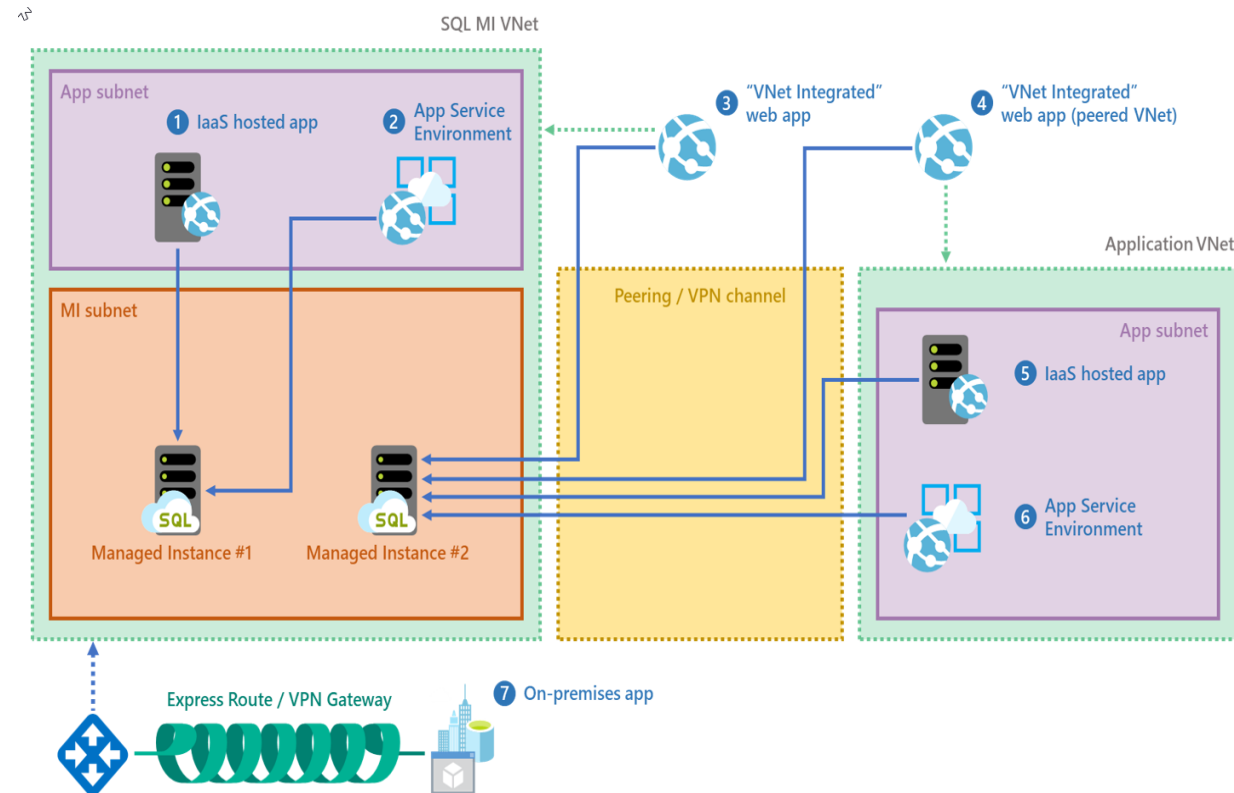 SQL MI VNet
App subnet
1 IaaS hosted app
2 App Service
Environment
3 “VNet Integrated”
web app
4 “VNet Integrated”
web app (peered VNet)
Application VNet
MI subnet
Peering / VPN channel
App subnet
5 IaaS hosted app
SQL
SQL
6 App Service
Environment
Managed Instance #1
Managed Instance #2
Express Route / VPN Gateway
7 On-premises app